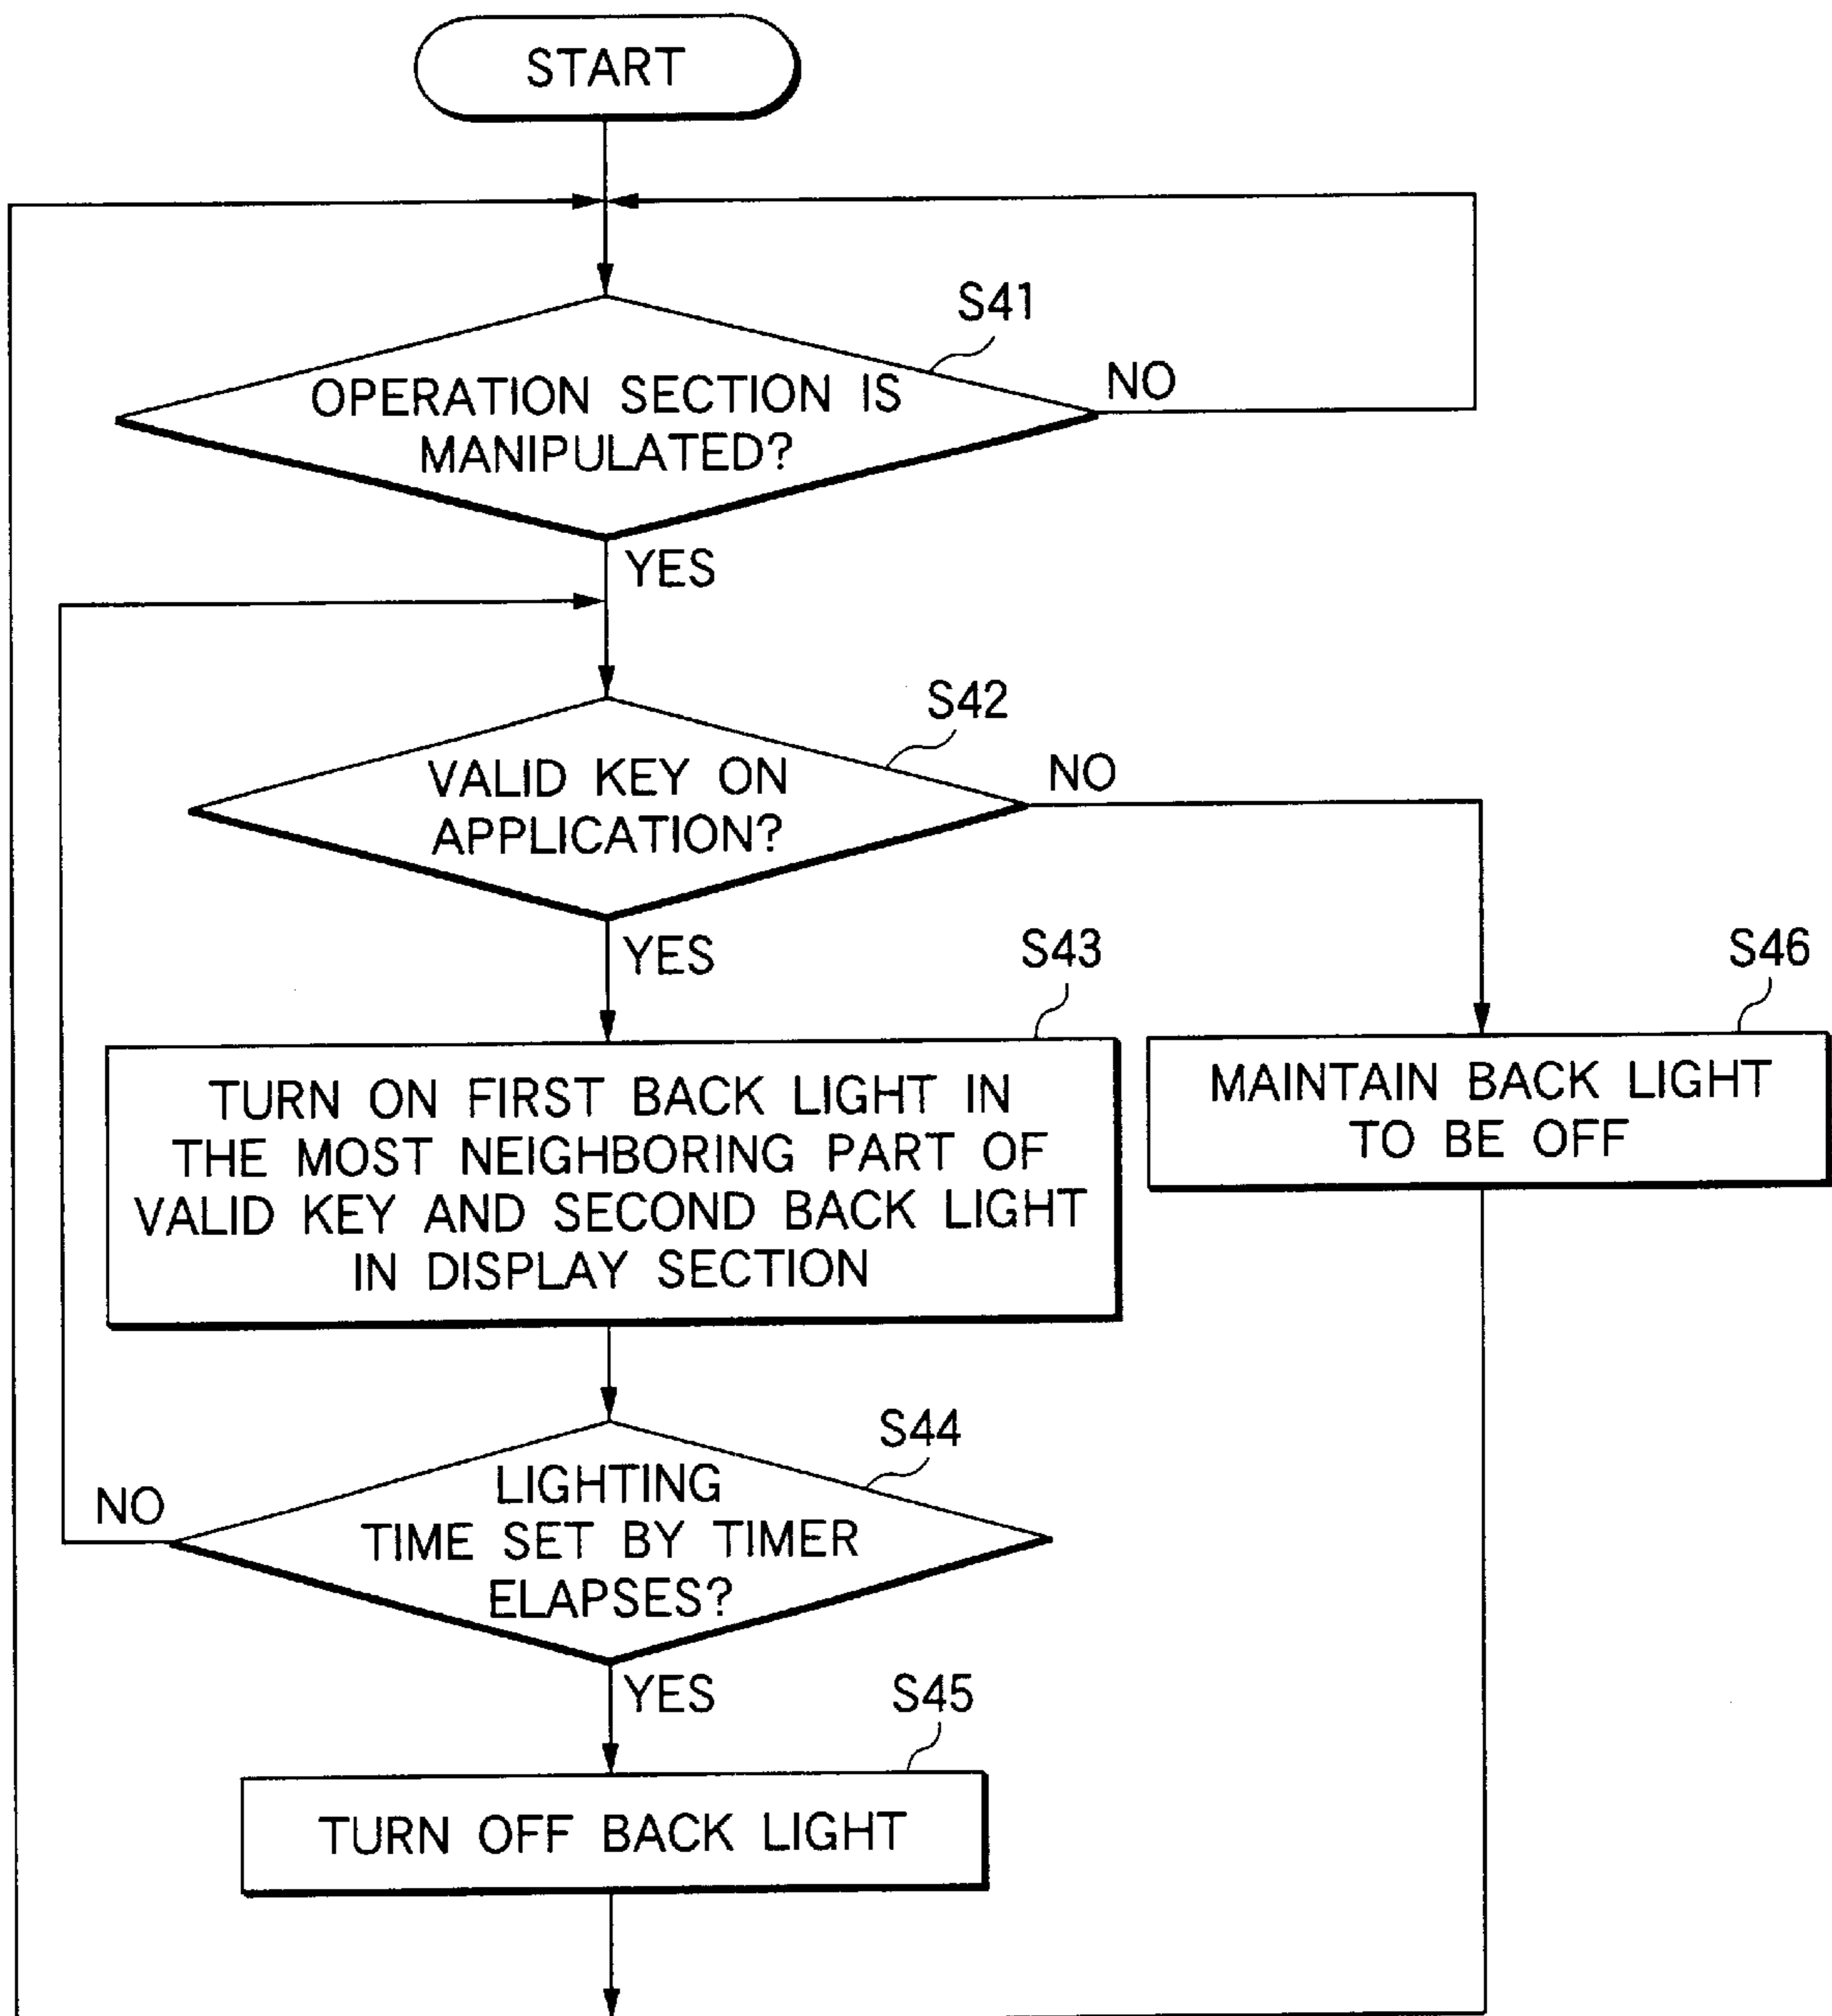 START
S41
OPERATION SECTION IS
MANIPULATED?
NO
YES
S42
VALID KEY ON
APPLICATION?
NO
YES
S43
TURN ON FIRST BACK LIGHT IN
THE MOST NEIGHBORING PART OF
VALID KEY AND SECOND BACK LIGHT
IN DISPLAY SECTION
S46
MAINTAIN BACK LIGHT
TO BE OFF
S44
LIGHTING
TIME SET BY TIMER
ELAPSES?
NO
YES
S45
TURN OFF BACK LIGHT